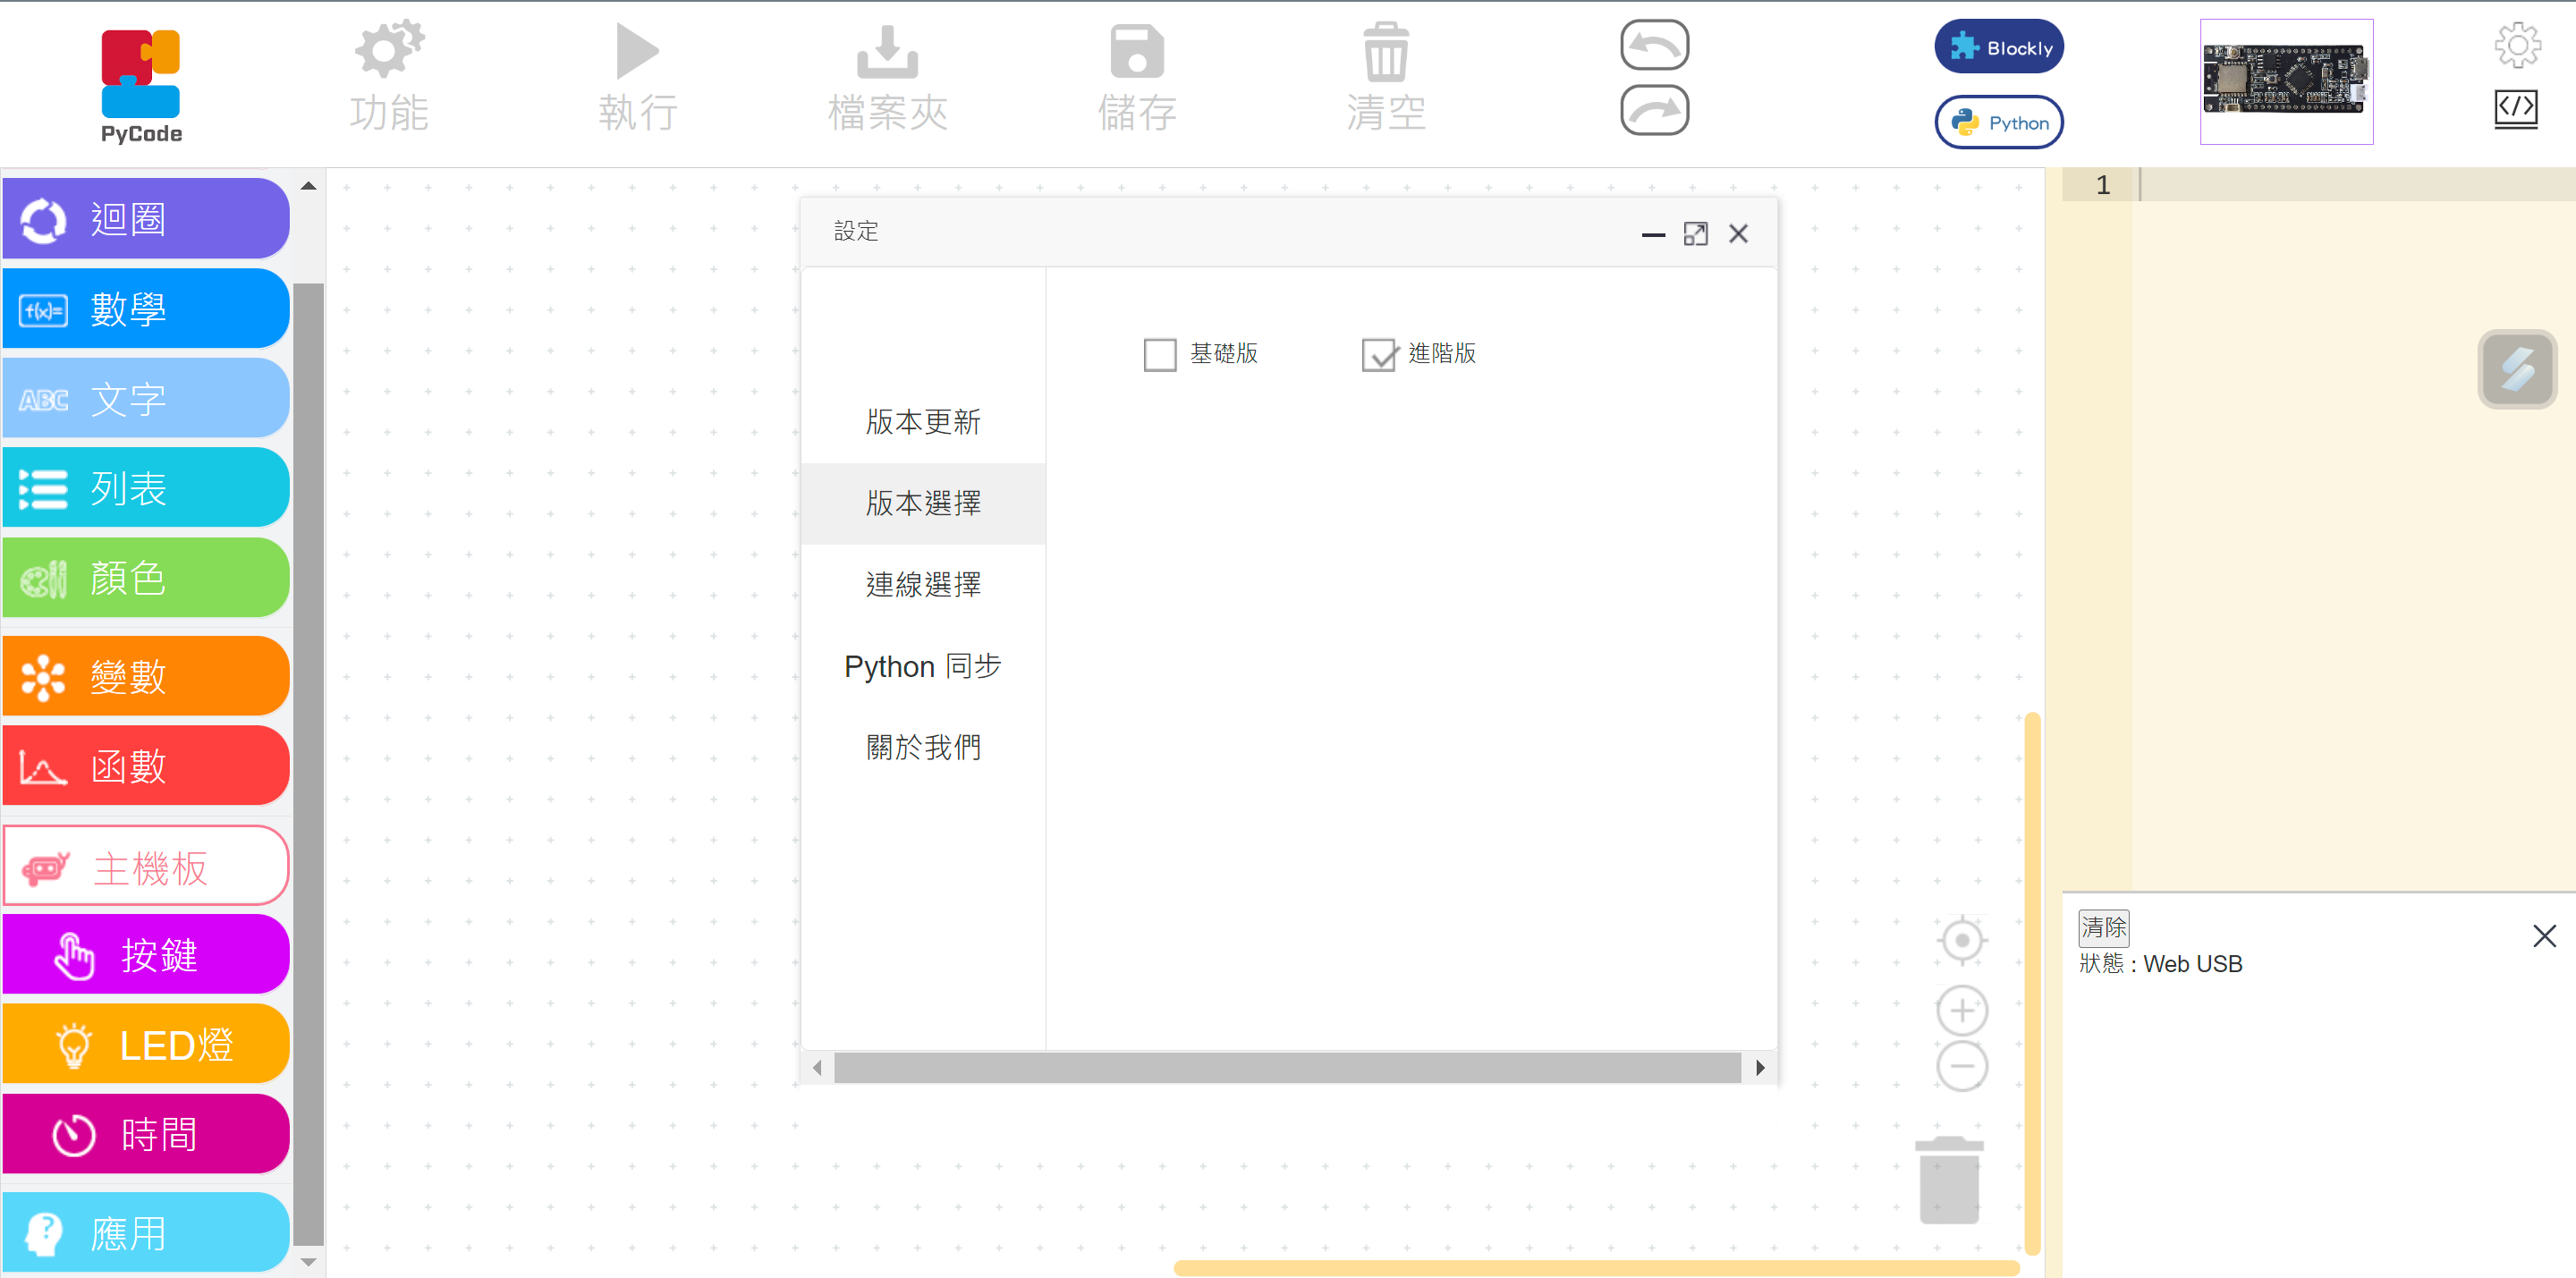 PyCode
功能
執行
檔案夾
儲存
清空
Blockly
Python
迴圈
f(x)=
數學
ABC
文字
列表
顏色
變數
函數
主機板
按鍵
LED燈
時間
?
應用
設定
版本更新
版本選擇
連線選擇
Python 同步
關於我們
基礎版
進階版
1
清除
狀態 : Web USB